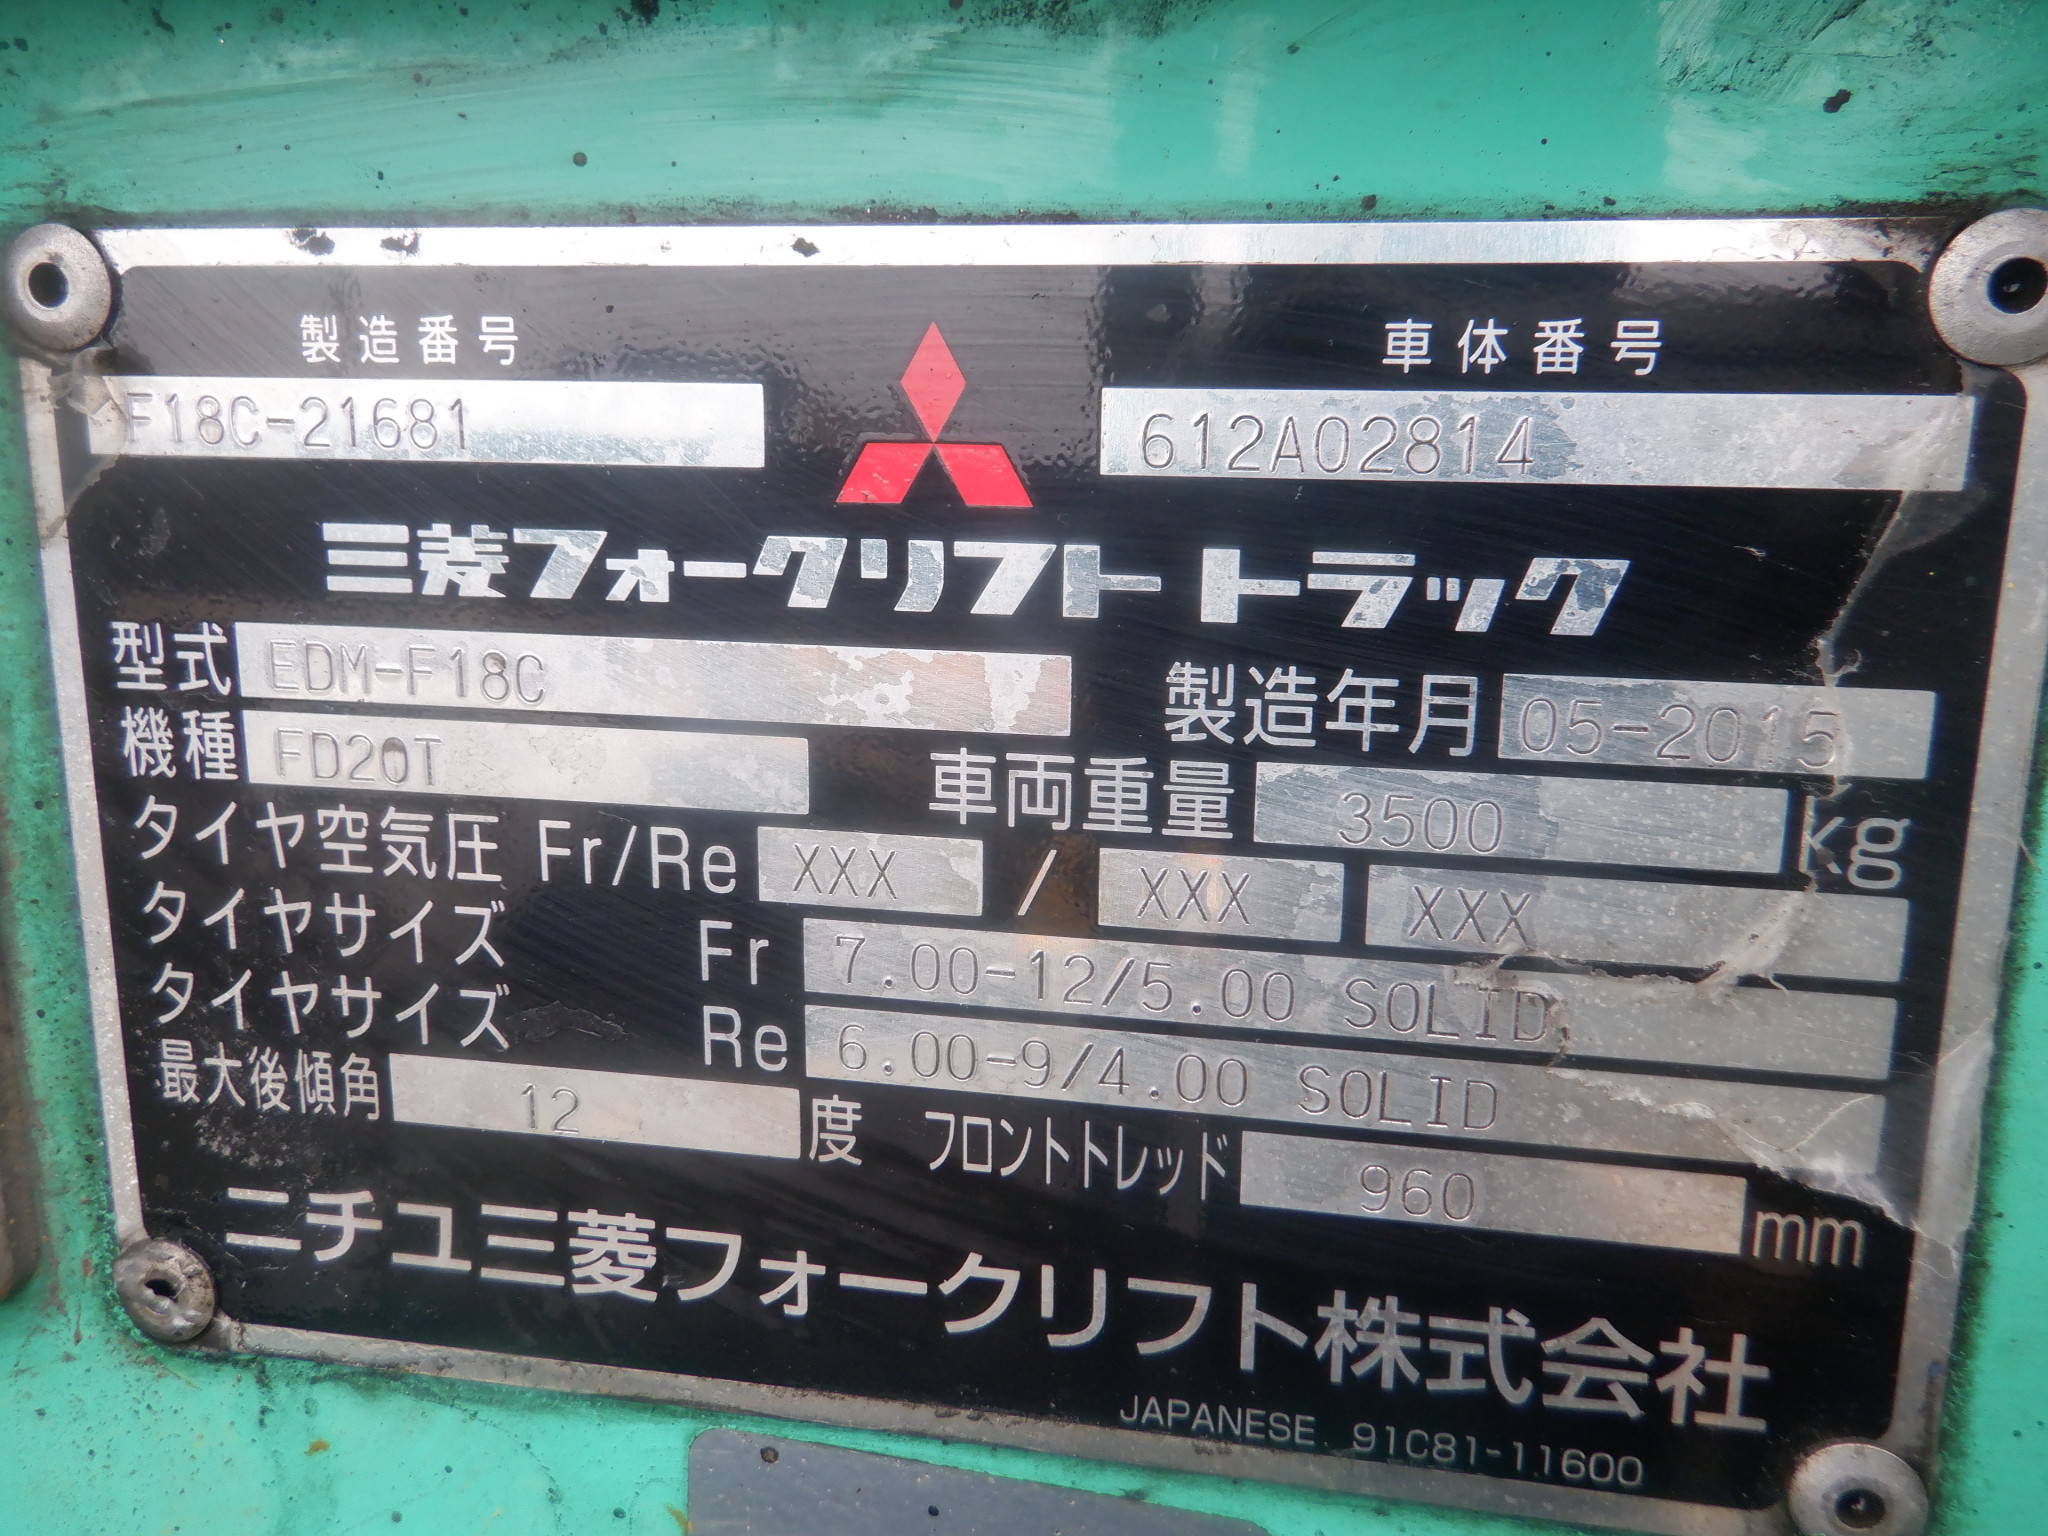 製造番号
車体番号
F18C-21681
612A02814
三菱フォークリフトトラック
型式 EDM-F18C
製造年月 05-2015
機種 FD20T
車両重量 3500 kg
タイヤ空気圧 Fr/Re XXX / XXX XXX
タイヤサイズ Fr 7.00-12/5.00 SOLID
タイヤサイズ Re 6.00-9/4.00 SOLID
最大後傾角 12 度
フロントトレッド 960 mm
ニチユ三菱フォークリフト株式会社
JAPANESE 91C81-11600